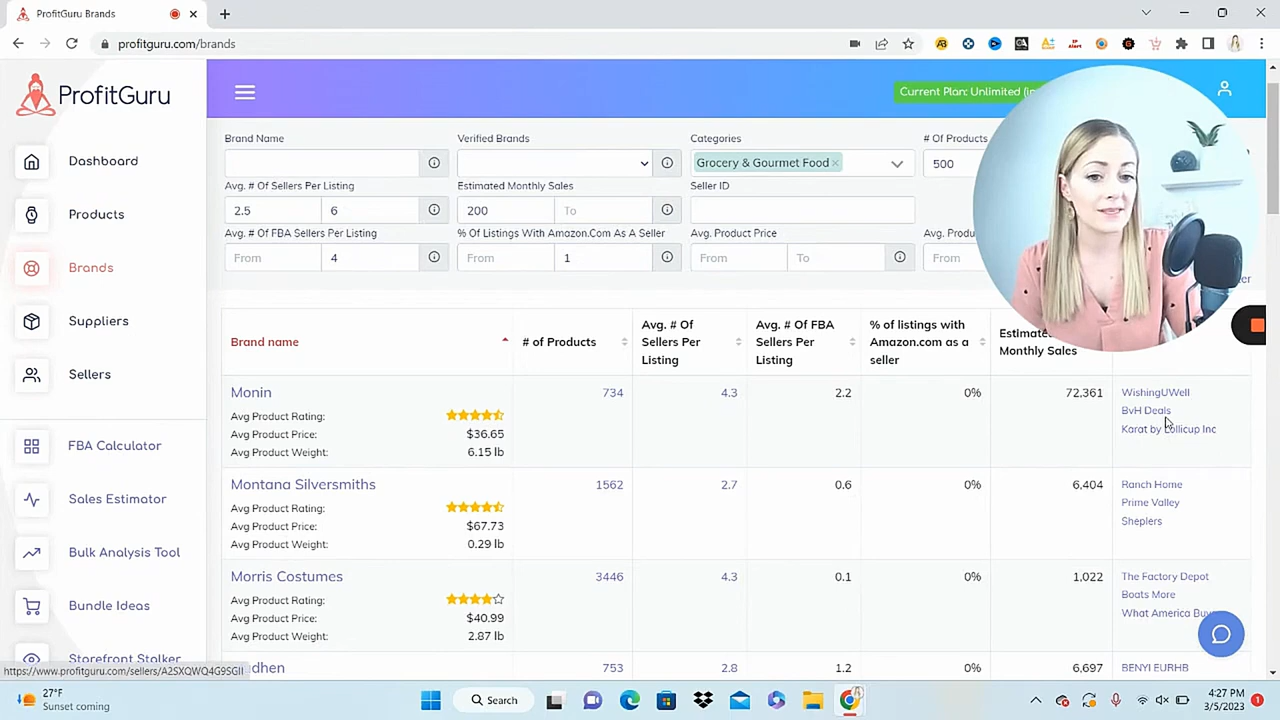 ProfitGuru Brands
profitguru.com/brands
ProfitGuru
Current Plan: Unlimited
Dashboard
Products
Brands
Suppliers
Sellers
FBA Calculator
Sales Estimator
Bulk Analysis Tool
Bundle Ideas
Storefront Stalker
Brand Name
Verified Brands
Categories
# Of Products
Grocery & Gourmet Food ×
500
Avg. # Of Sellers Per Listing
Estimated Monthly Sales
Seller ID
2.5 6
200 To
Avg. # Of FBA Sellers Per Listing
% Of Listings With Amazon.Com As A Seller
Avg. Product Price
From 4
From 1
From To
From
Brand name
# of Products
Avg. # Of Sellers Per Listing
Avg. # Of FBA Sellers Per Listing
% of listings with Amazon.com as a seller
Monthly Sales
Monin 734 4.3 2.2 0% 72,361 WishingUWell
BvH Deals
Karat by Lollicup Inc
Avg Product Rating:
Avg Product Price: $36.65
Avg Product Weight: 6.15 lb
Montana Silversmiths 1562 2.7 0.6 0% 6,404 Ranch Home
Prime Valley
Sheplers
Avg Product Rating:
Avg Product Price: $67.73
Avg Product Weight: 0.29 lb
Morris Costumes 3446 4.3 0.1 0% 1,022 The Factory Depot
Boats More
What America
Avg Product Rating:
Avg Product Price: $40.99
Avg Product Weight: 2.87 lb
753 2.8 1.2 0% 6,697 BENYI EURHB
https://www.profitguru.com/sellers/A2SXQWQ4G9SGII
27°F
Sunset coming
Search
4:27 PM
3/5/2023
1